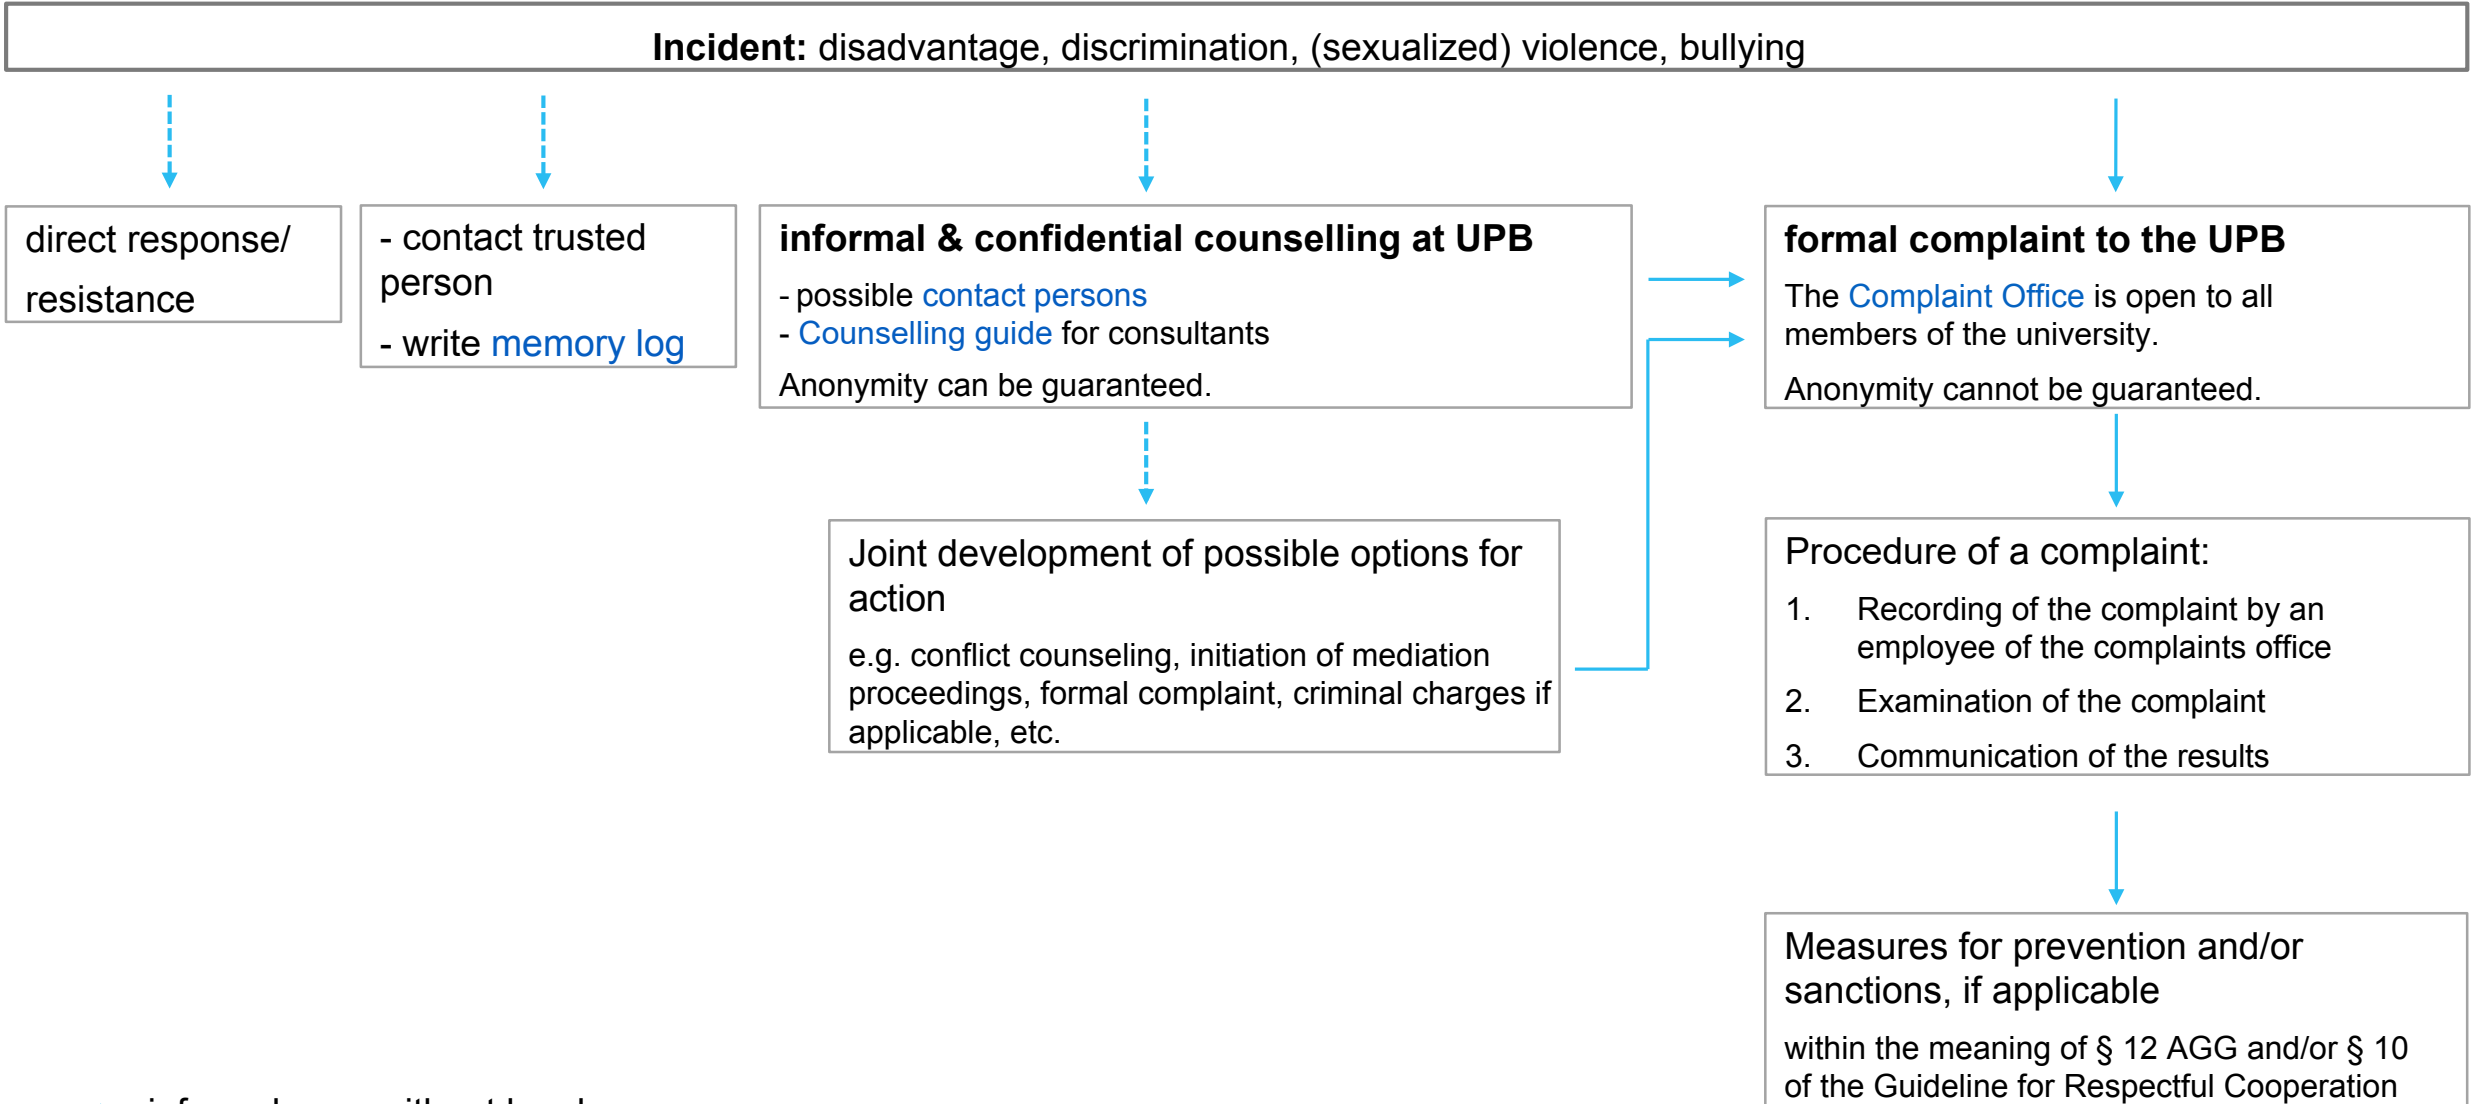 Incident: disadvantage, discrimination, (sexualized) violence, bullying
direct response/
resistance
- contact trusted
person
- write memory log
informal & confidential counselling at UPB
- possible contact persons
- Counselling guide for consultants
Anonymity can be guaranteed.
formal complaint to the UPB
The Complaint Office is open to all
members of the university.
Anonymity cannot be guaranteed.
Joint development of possible options for
action
e.g. conflict counseling, initiation of mediation
proceedings, formal complaint, criminal charges if
applicable, etc.
Procedure of a complaint:
1. Recording of the complaint by an
employee of the complaints office
2. Examination of the complaint
3. Communication of the results
Measures for prevention and/or
sanctions, if applicable
within the meaning of § 12 AGG and/or § 10
of the Guideline for Respectful Cooperation